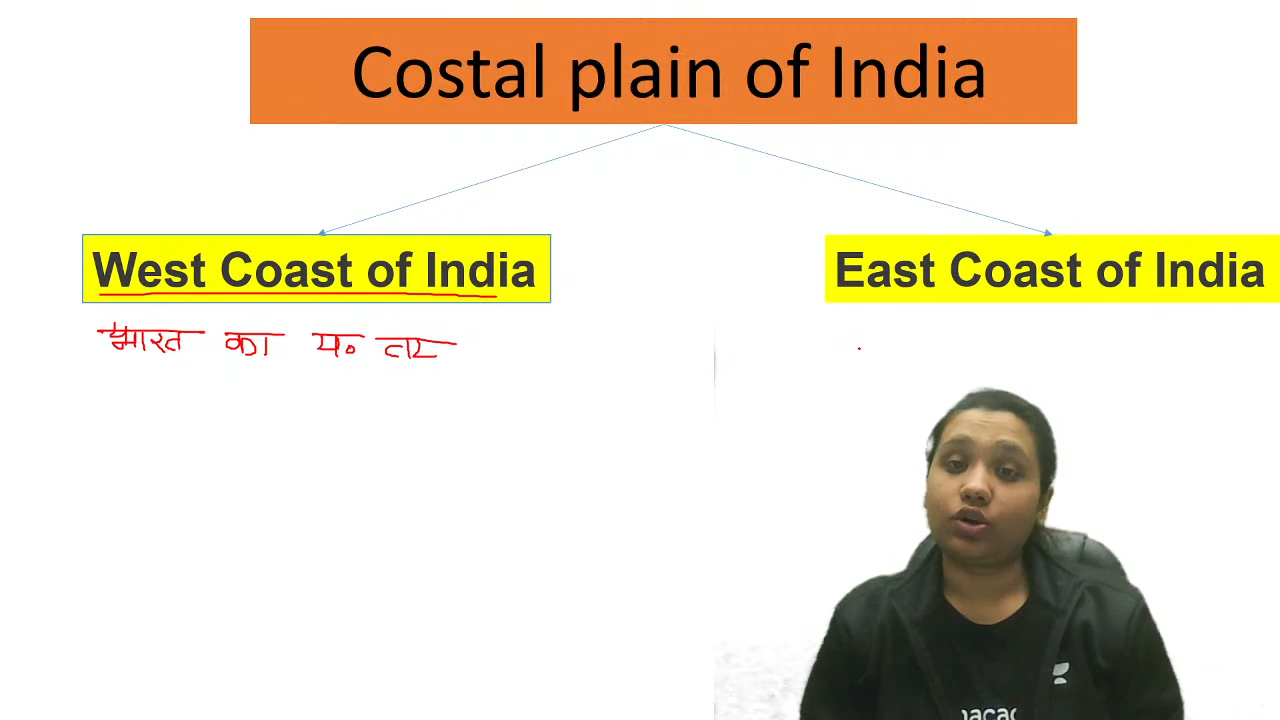 Costal plain of India
West Coast of India
East Coast of India
भारत का प० तट